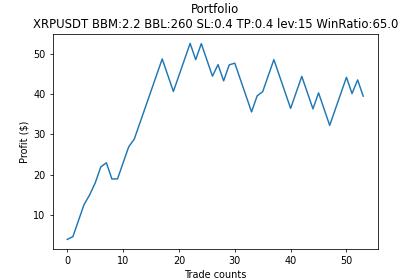 Portfolio
XRPUSDT BBM:2.2 BBL:260 SL:0.4 TP:0.4 lev:15 WinRatio:65.0
50
40
30
20
10
Profit ($)
0 10 20 30 40 50
Trade counts